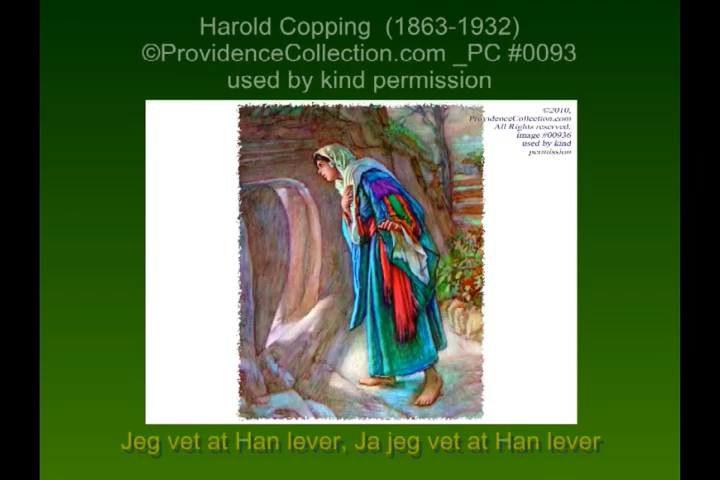 Harold Copping (1863-1932)
©ProvidenceCollection.com _PC #0093
used by kind permission
©2010,
ProvidenceCollection.com
All Rights reserved;
image #00936
used by kind
permission
Jeg vet at Han lever, Ja jeg vet at Han lever